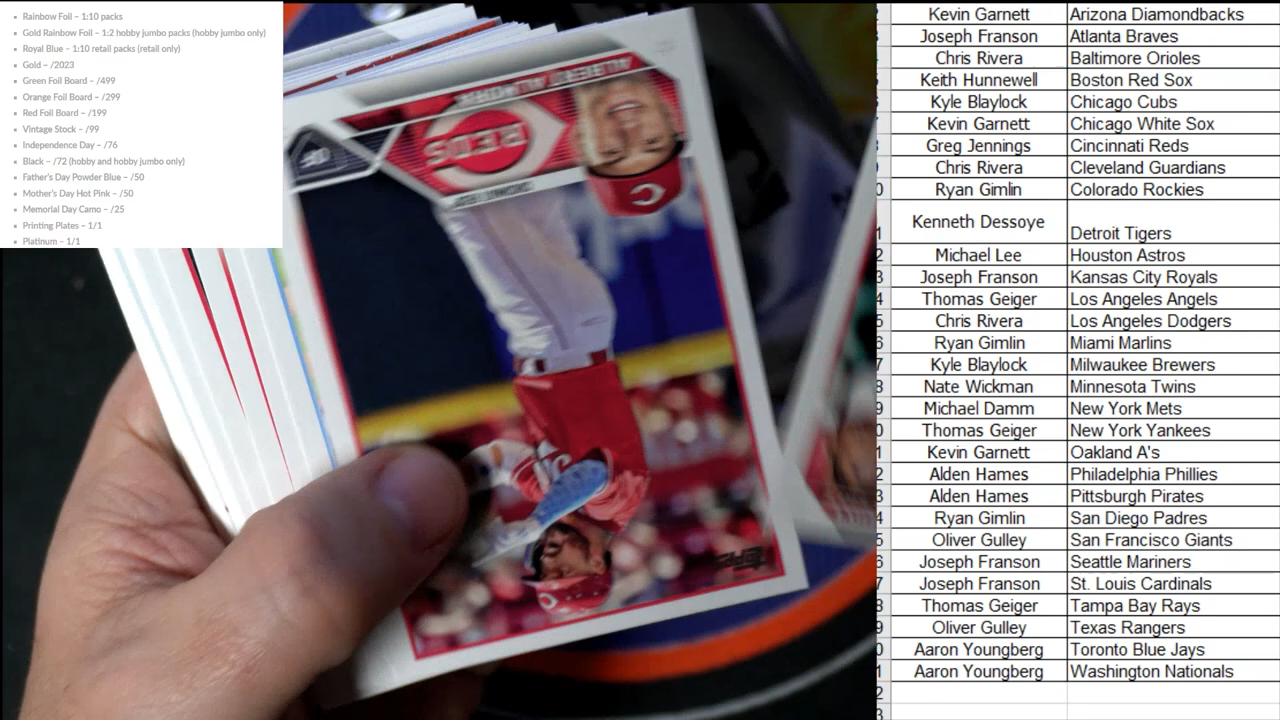 Rainbow Foil – 1:10 packs
Gold Rainbow Foil – 1:2 hobby jumbo packs (hobby jumbo only)
Royal Blue – 1:10 retail packs (retail only)
Gold – /2023
Green Foil Board – /499
Orange Foil Board – /299
Red Foil Board – /199
Vintage Stock – /99
Independence Day – /76
Black – /72 (hobby and hobby jumbo only)
Father's Day Powder Blue – /50
Mother's Day Hot Pink – /50
Memorial Day Camo – /25
Printing Plates – 1/1
Platinum – 1/1
ALBERT ALMORA JR.
REDS
OF
TOPPS
Kevin Garnett Arizona Diamondbacks
Joseph Franson Atlanta Braves
Chris Rivera Baltimore Orioles
Keith Hunnewell Boston Red Sox
Kyle Blaylock Chicago Cubs
Kevin Garnett Chicago White Sox
Greg Jennings Cincinnati Reds
Chris Rivera Cleveland Guardians
Ryan Gimlin Colorado Rockies
Kenneth Dessoye Detroit Tigers
Michael Lee Houston Astros
Joseph Franson Kansas City Royals
Thomas Geiger Los Angeles Angels
Chris Rivera Los Angeles Dodgers
Ryan Gimlin Miami Marlins
Kyle Blaylock Milwaukee Brewers
Nate Wickman Minnesota Twins
Michael Damm New York Mets
Thomas Geiger New York Yankees
Kevin Garnett Oakland A's
Alden Hames Philadelphia Phillies
Alden Hames Pittsburgh Pirates
Ryan Gimlin San Diego Padres
Oliver Gulley San Francisco Giants
Joseph Franson Seattle Mariners
Joseph Franson St. Louis Cardinals
Thomas Geiger Tampa Bay Rays
Oliver Gulley Texas Rangers
Aaron Youngberg Toronto Blue Jays
Aaron Youngberg Washington Nationals